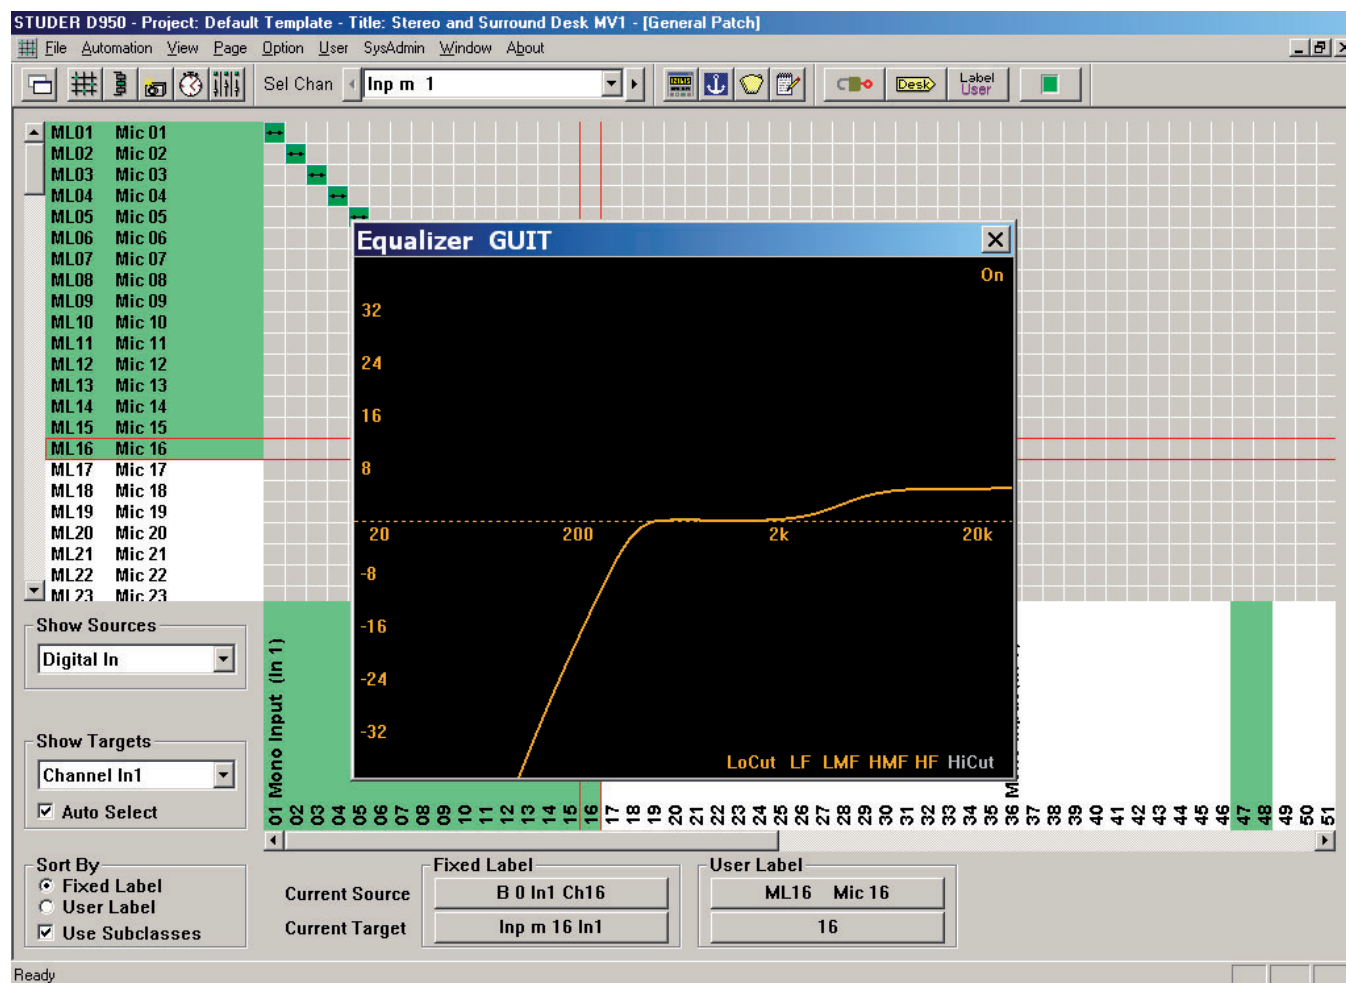 STUDER D950 - Project: Default Template - Title: Stereo and Surround Desk MV1 - [General Patch]
File Automation View Page Option User SysAdmin Window About
Sel Chan Inp m 1 Desk Label User
ML01 Mic 01
ML02 Mic 02
ML03 Mic 03
ML04 Mic 04
ML05 Mic 05
ML06 Mic 06
ML07 Mic 07
ML08 Mic 08
ML09 Mic 09
ML10 Mic 10
ML11 Mic 11
ML12 Mic 12
ML13 Mic 13
ML14 Mic 14
ML15 Mic 15
ML16 Mic 16
ML17 Mic 17
ML18 Mic 18
ML19 Mic 19
ML20 Mic 20
ML21 Mic 21
ML22 Mic 22
ML23 Mic 23
Equalizer GUIT
On
32
24
16
8
20 200 2k 20k
-8
-16
-24
-32
LoCut LF LMF HMF HF HiCut
Show Sources
Digital In
Show Targets
Channel In1
Auto Select
01 Mono Input (In 1)
02 03 04 05 06 07 08 09 10 11 12 13 14 15 16 17 18 19 20 21 22 23 24 25 26 27 28 29 30 31 32 33 34 35 36 37 38 39 40 41 42 43 44 45 46 47 48 49 50 51
Sort By
Fixed Label
User Label
Use Subclasses
Fixed Label User Label
Current Source B 0 In1 Ch16 ML16 Mic 16
Current Target Inp m 16 In1 16
Ready